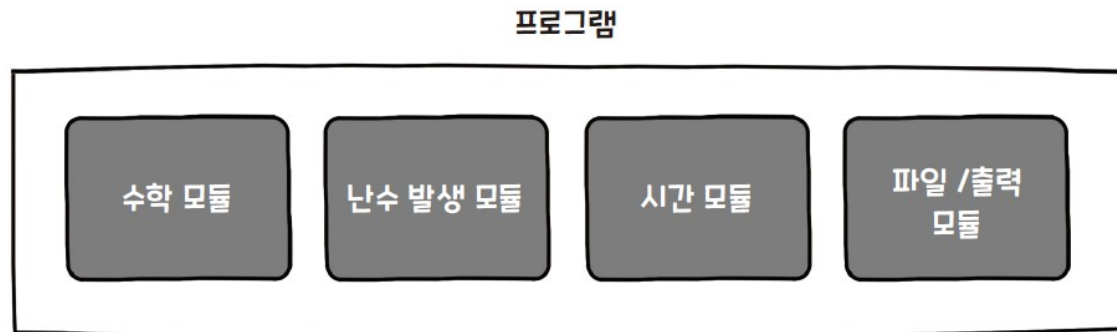 프로그램
수학 모듈
난수 발생 모듈
시간 모듈
파일 /출력
모듈